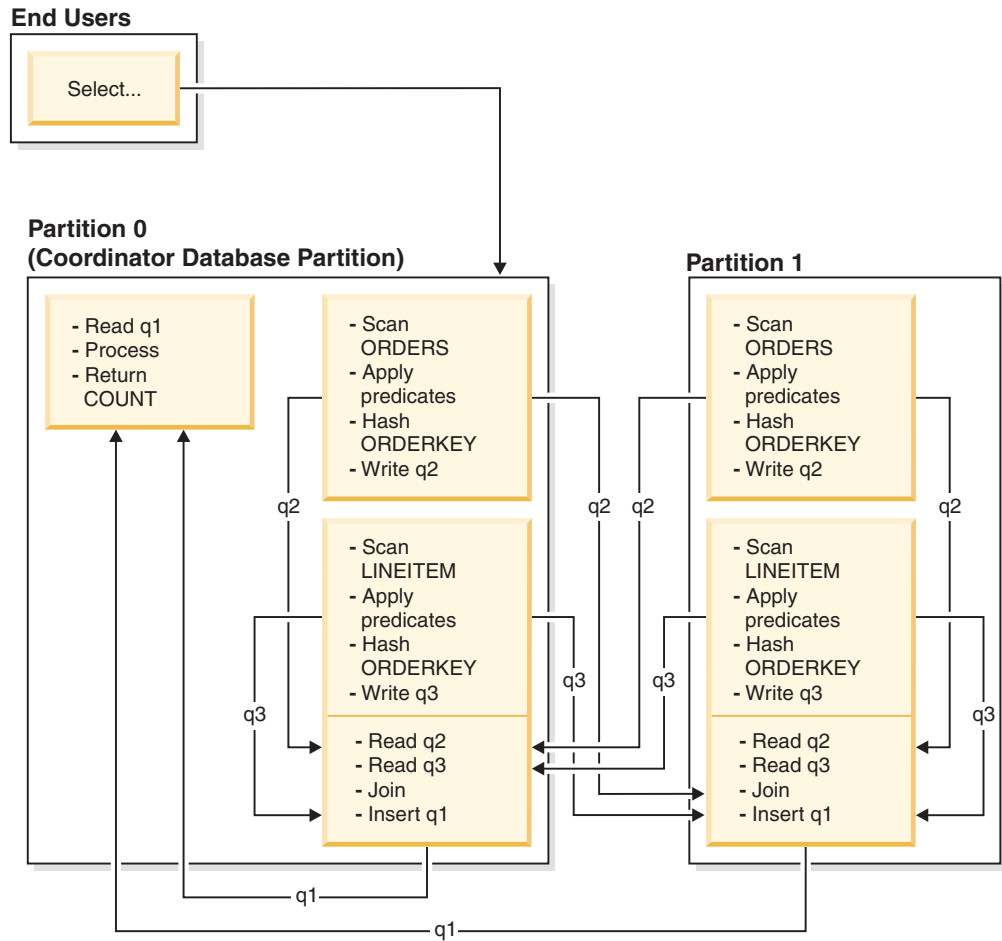 End Users
Select...
Partition 0
(Coordinator Database Partition)
- Read q1
- Process
- Return
COUNT
- Scan
ORDERS
- Apply
predicates
- Hash
ORDERKEY
- Write q2
q2
- Scan
LINEITEM
- Apply
predicates
- Hash
ORDERKEY
- Write q3
q3
- Read q2
- Read q3
- Join
- Insert q1
q2
q2
q3
q3
Partition 1
- Scan
ORDERS
- Apply
predicates
- Hash
ORDERKEY
- Write q2
q2
- Scan
LINEITEM
- Apply
predicates
- Hash
ORDERKEY
- Write q3
q3
- Read q2
- Read q3
- Join
- Insert q1
q1
q1